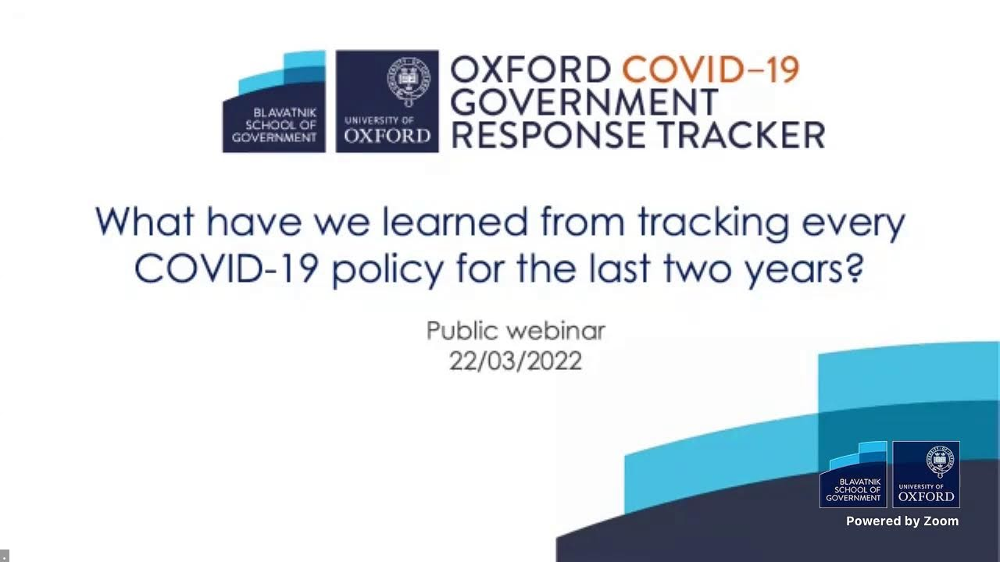 BLAVATNIK
SCHOOL OF
GOVERNMENT
UNIVERSITY OF
OXFORD
OXFORD COVID–19
GOVERNMENT
RESPONSE TRACKER
What have we learned from tracking every
COVID-19 policy for the last two years?
Public webinar
22/03/2022
BLAVATNIK
SCHOOL OF
GOVERNMENT
UNIVERSITY OF
OXFORD
Powered by Zoom